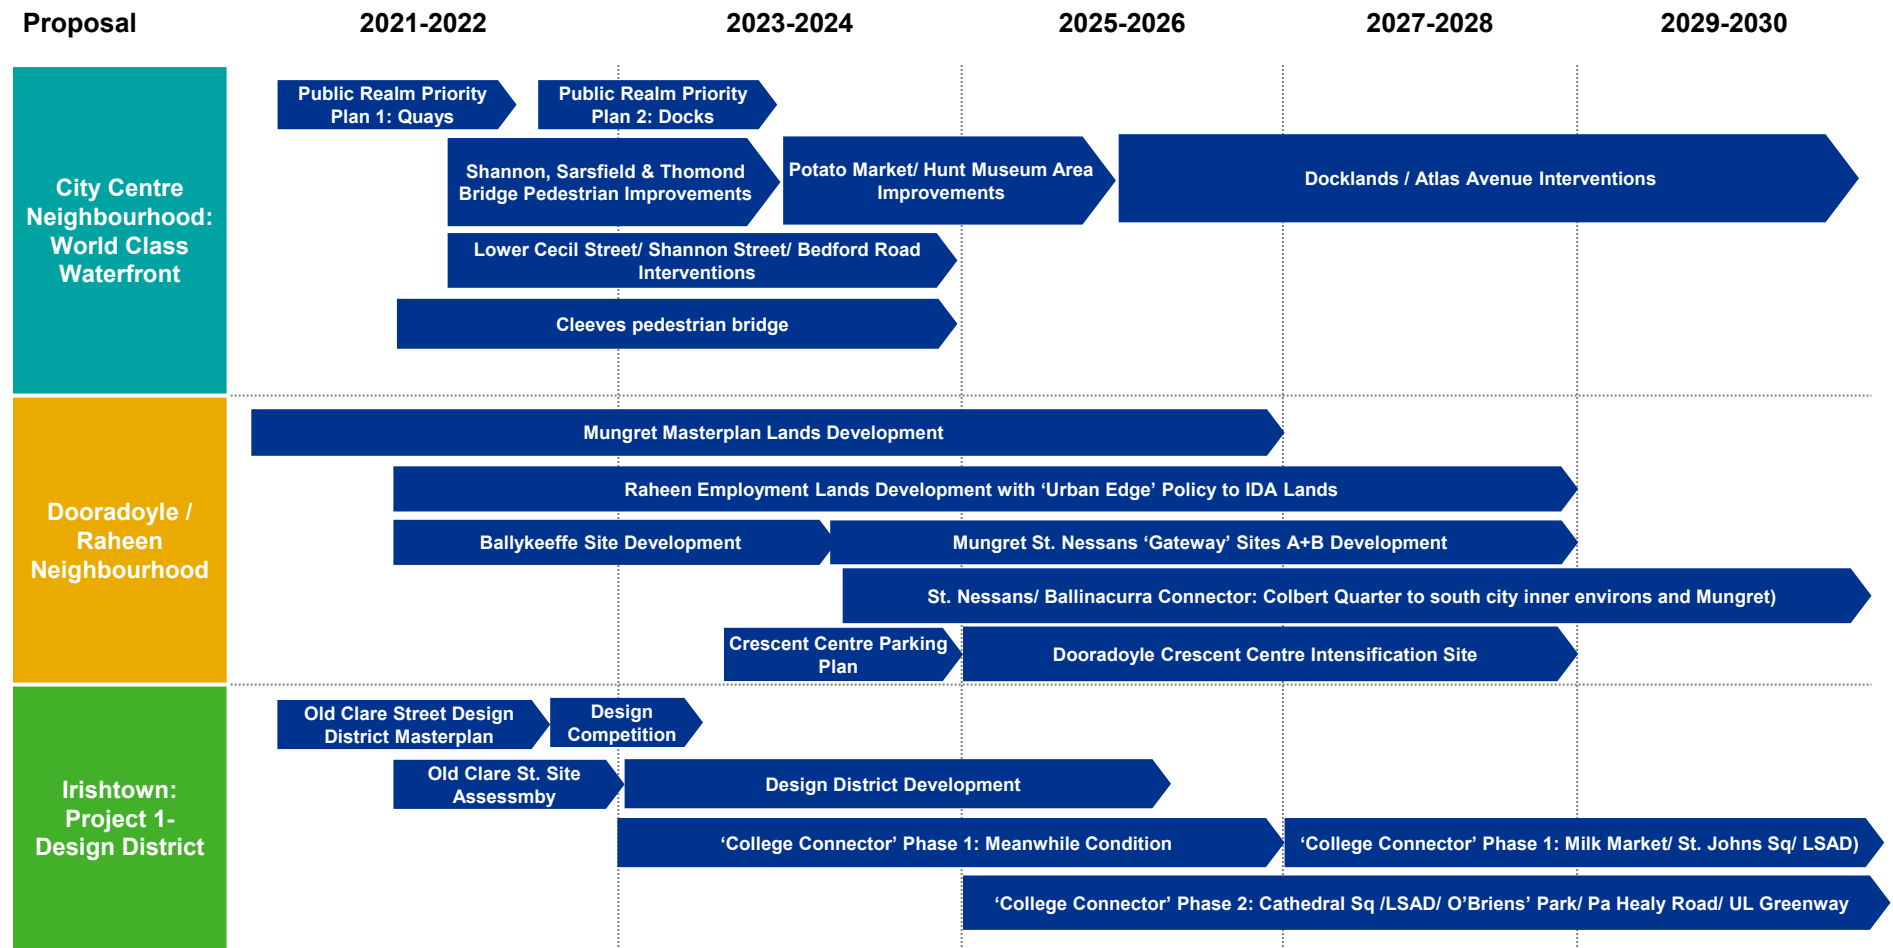 Proposal 2021-2022 2023-2024 2025-2026 2027-2028 2029-2030
City Centre
Neighbourhood:
World Class
Waterfront
Public Realm Priority
Plan 1: Quays
Public Realm Priority
Plan 2: Docks
Shannon, Sarsfield & Thomond
Bridge Pedestrian Improvements
Potato Market/ Hunt Museum Area
Improvements
Docklands / Atlas Avenue Interventions
Lower Cecil Street/ Shannon Street/ Bedford Road
Interventions
Cleeves pedestrian bridge
Dooradoyle /
Raheen
Neighbourhood
Mungret Masterplan Lands Development
Raheen Employment Lands Development with ‘Urban Edge’ Policy to IDA Lands
Ballykeeffe Site Development
Mungret St. Nessans ‘Gateway’ Sites A+B Development
St. Nessans/ Ballinacurra Connector: Colbert Quarter to south city inner environs and Mungret)
Crescent Centre Parking
Plan
Dooradoyle Crescent Centre Intensification Site
Irishtown:
Project 1-
Design District
Old Clare Street Design
District Masterplan
Design
Competition
Old Clare St. Site
Assessmby
Design District Development
‘College Connector’ Phase 1: Meanwhile Condition
‘College Connector’ Phase 1: Milk Market/ St. Johns Sq/ LSAD)
‘College Connector’ Phase 2: Cathedral Sq /LSAD/ O’Briens’ Park/ Pa Healy Road/ UL Greenway